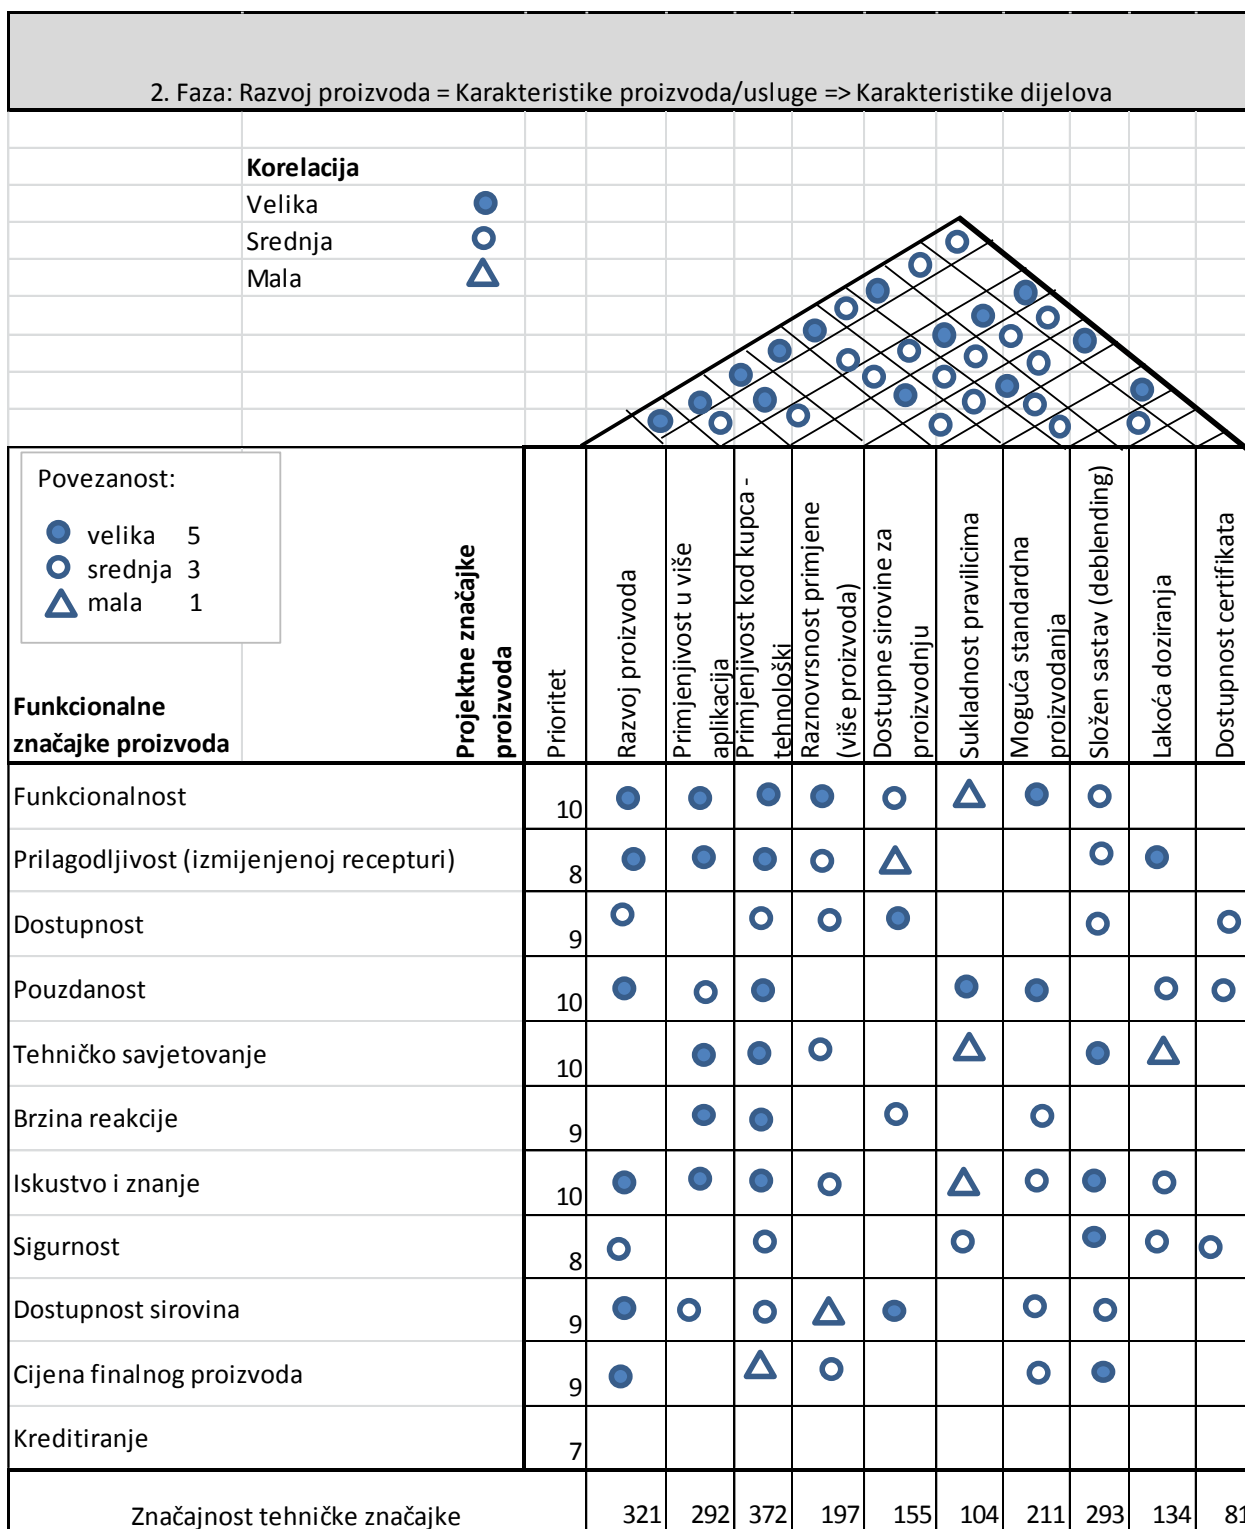 2. Faza: Razvoj proizvoda = Karakteristike proizvoda/usluge => Karakteristike dijelova
Korelacija
Velika
Srednja
Mala
Povezanost:
velika 5
srednja 3
mala 1
Funkcionalne
značajke proizvoda
Projektne značajke
proizvoda
Prioritet
Razvoj proizvoda
Primjenjivost u više
aplikacija
Primjenjivost kod kupca -
tehnološki
Raznovrsnost primjene
(više proizvoda)
Dostupne sirovine za
proizvodnju
Sukladnost pravilicima
Moguća standardna
proizvodanja
Složen sastav (deblending)
Lakoća doziranja
Dostupnost certifikata
Funkcionalnost 10
Prilagodljivost (izmijenjenoj recepturi) 8
Dostupnost 9
Pouzdanost 10
Tehničko savjetovanje 10
Brzina reakcije 9
Iskustvo i znanje 10
Sigurnost 8
Dostupnost sirovina 9
Cijena finalnog proizvoda 9
Kreditiranje 7
Značajnost tehničke značajke 321 292 372 197 155 104 211 293 134 81